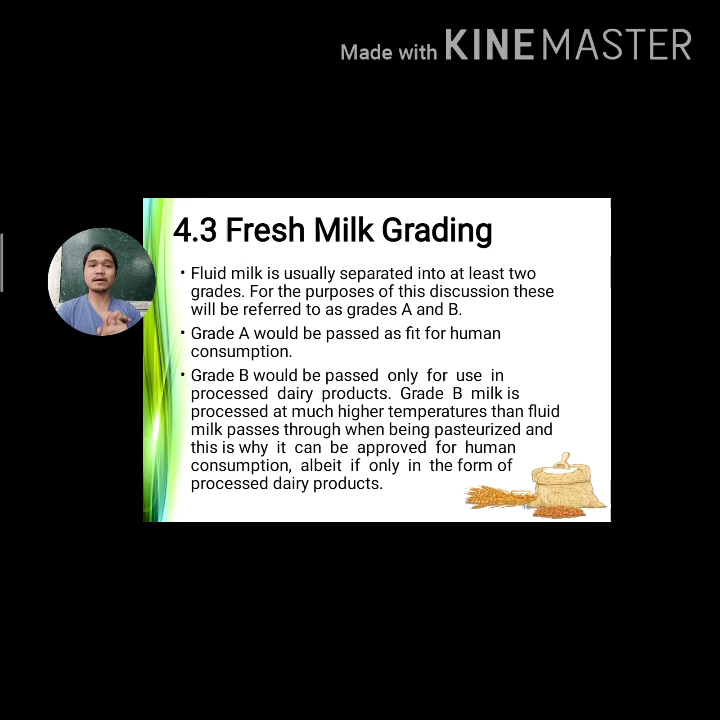 Made with KINEMASTER
4.3 Fresh Milk Grading
• Fluid milk is usually separated into at least two
grades. For the purposes of this discussion these
will be referred to as grades A and B.
• Grade A would be passed as fit for human
consumption.
• Grade B would be passed only for use in
processed dairy products. Grade B milk is
processed at much higher temperatures than fluid
milk passes through when being pasteurized and
this is why it can be approved for human
consumption, albeit if only in the form of
processed dairy products.